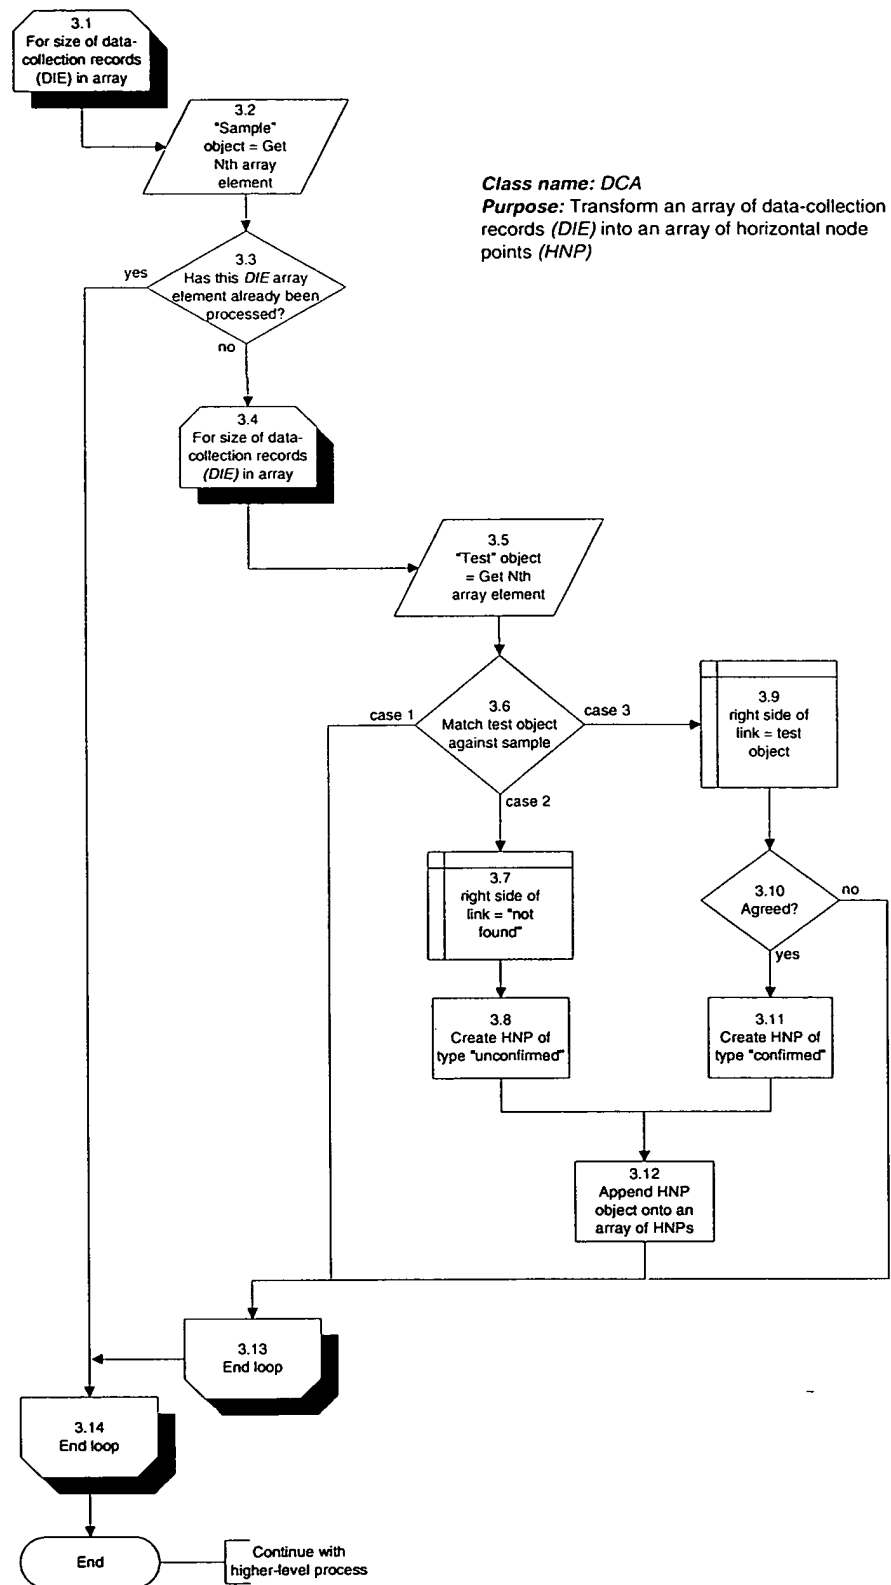 3.1
For size of data-
collection records
(DIE) in array
3.2
"Sample"
object = Get
Nth array
element
Class name: DCA
Purpose: Transform an array of data-collection
records (DIE) into an array of horizontal node
points (HNP)
3.3
Has this DIE array
element already been
processed?
yes
no
3.4
For size of data-
collection records
(DIE) in array
3.5
"Test" object
= Get Nth
array element
3.6
Match test object
against sample
case 1
case 3
case 2
3.9
right side of
link = test
object
3.7
right side of
link = "not
found"
3.10
Agreed?
no
yes
3.8
Create HNP of
type "unconfirmed"
3.11
Create HNP of
type "confirmed"
3.12
Append HNP
object onto an
array of HNPs
3.13
End loop
3.14
End loop
End
Continue with
higher-level process